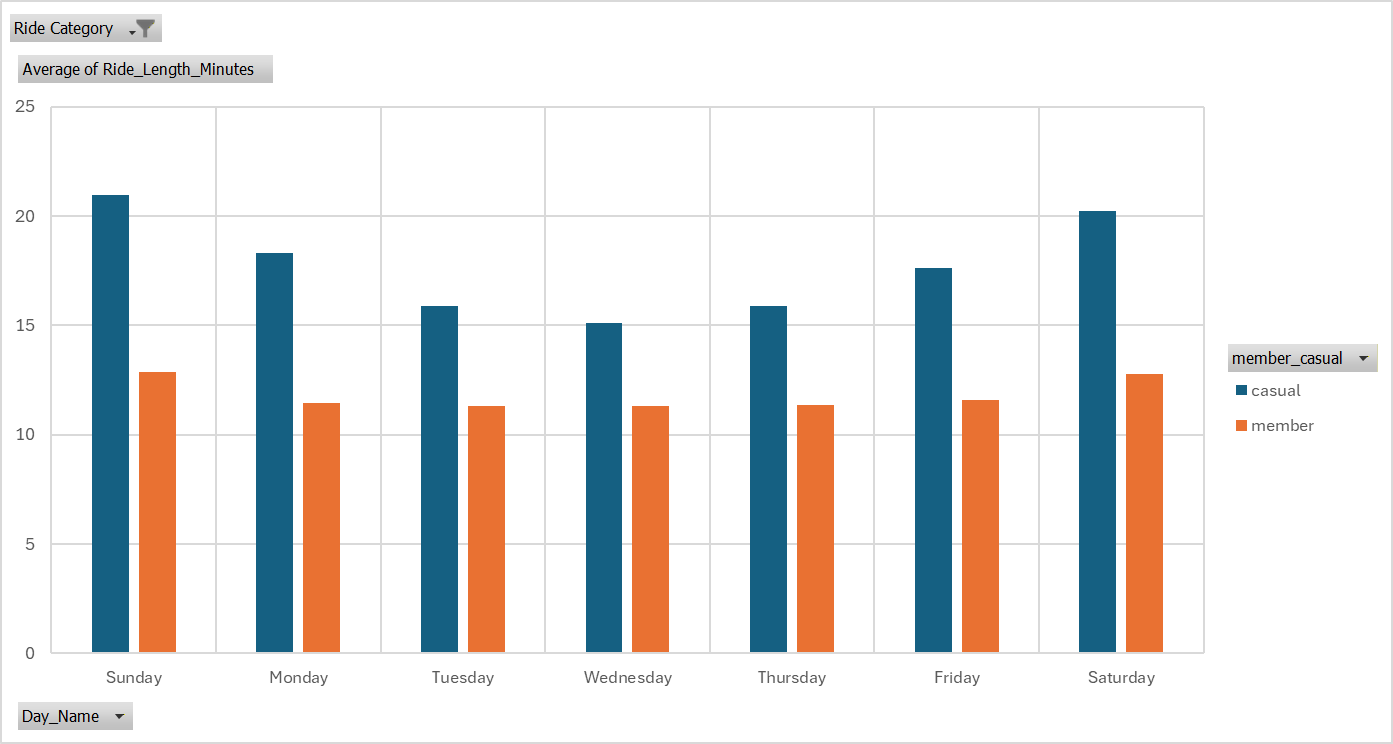 Ride Category
Average of Ride_Length_Minutes
25
20
15
10
5
0
Sunday Monday Tuesday Wednesday Thursday Friday Saturday
member_casual
casual
member
Day_Name